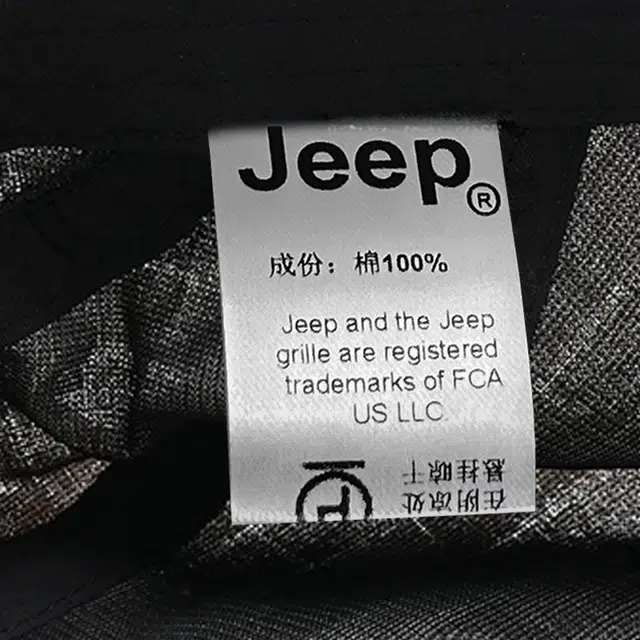 Jeep®
成份：棉100%
Jeep and the Jeep
grille are registered
trademarks of FCA
US LLC
在阴凉处
悬挂晾干